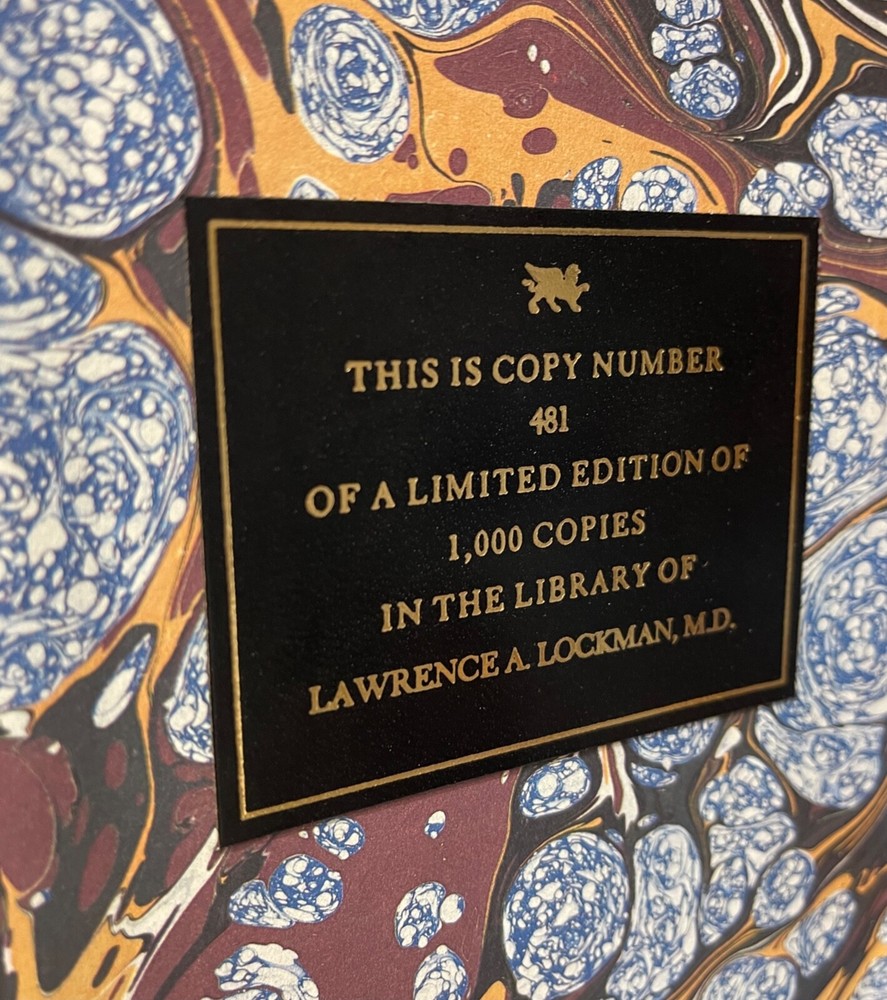 THIS IS COPY NUMBER
481
OF A LIMITED EDITION OF
1,000 COPIES
IN THE LIBRARY OF
LAWRENCE A. LOCKMAN, M.D.